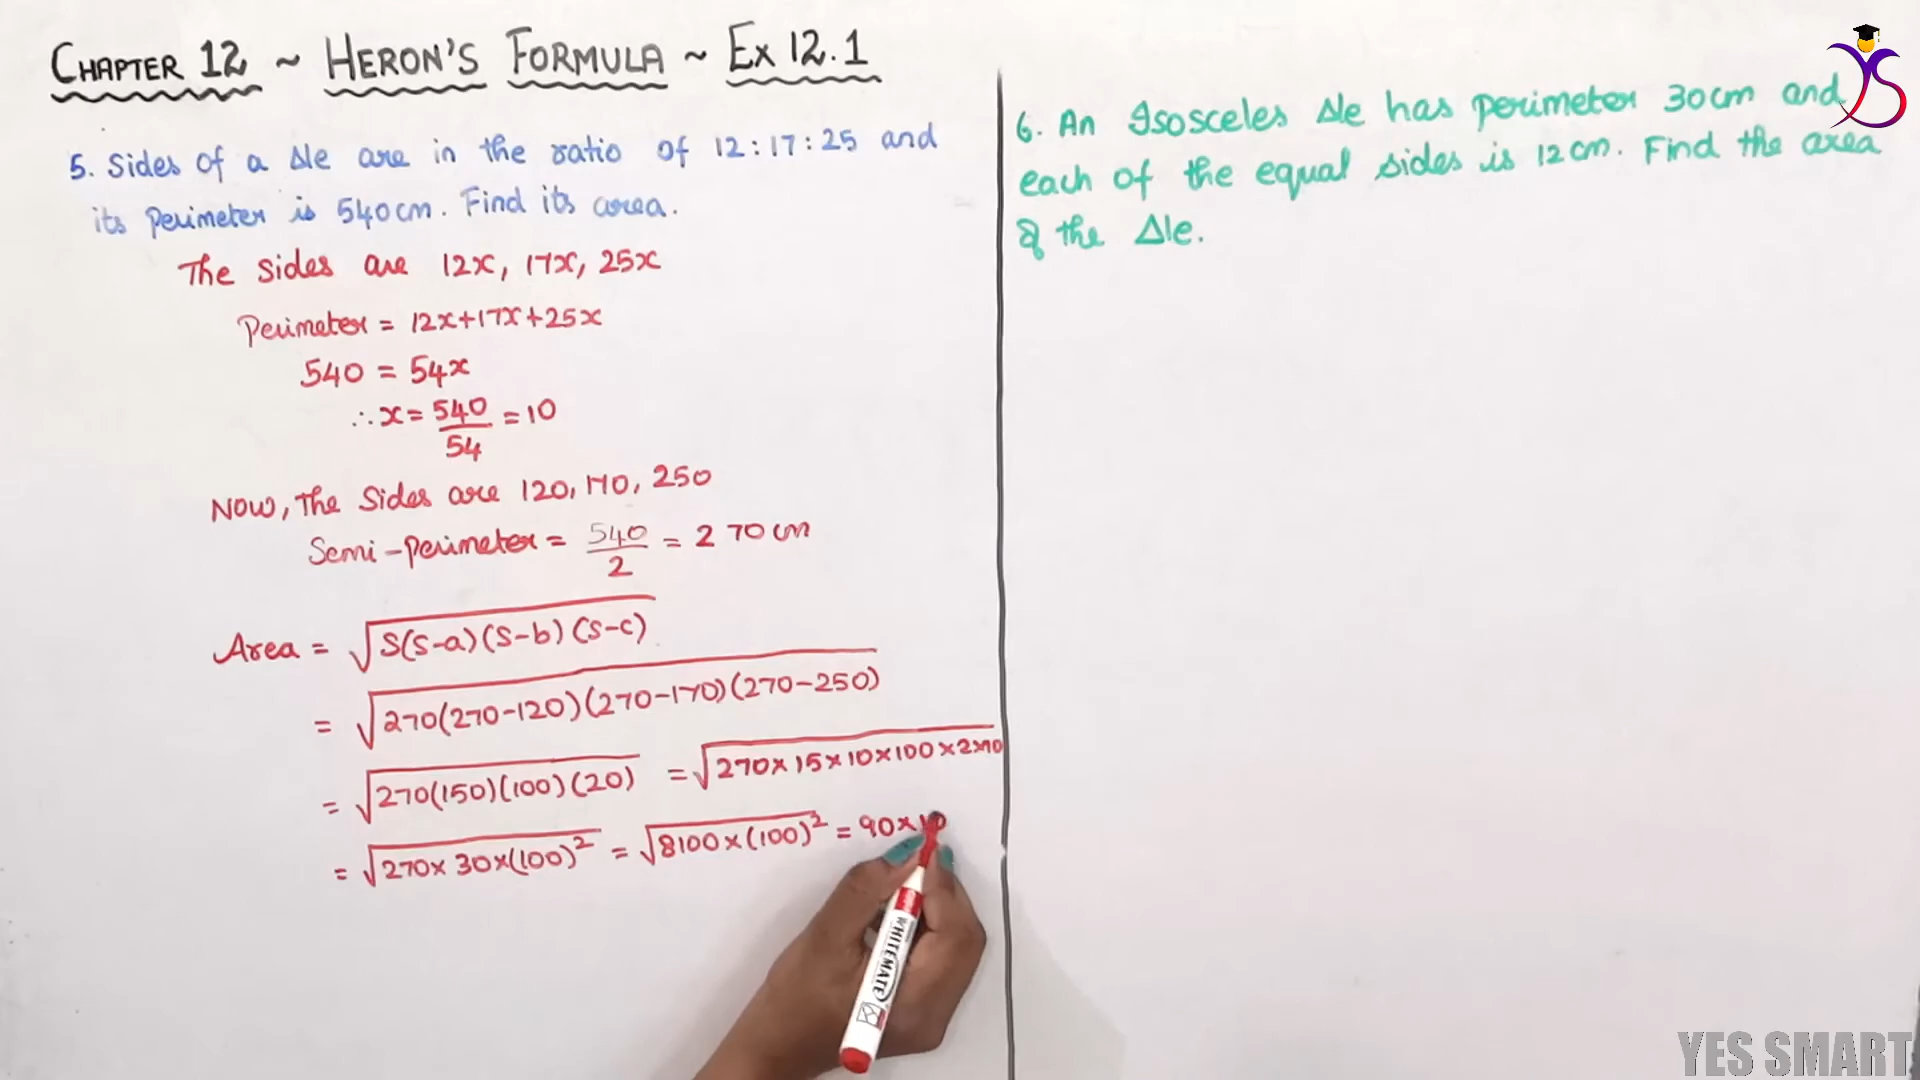 CHAPTER 12 ~ HERON'S FORMULA ~ EX 12.1
5. Sides of a Δle are in the ratio of 12:17:25 and
its perimeter is 540cm. Find its area.
The sides are 12x, 17x, 25x
Perimeter = 12x+17x+25x
540 = 54x
∴x = 540/54 = 10
NOW, The Sides are 120, 170, 250
Semi-perimeter = 540/2 = 270 cm
Area = √S(S-a)(S-b)(S-c)
= √270(270-120)(270-170)(270-250)
= √270(150)(100)(20) = √270×15×10×100×2×10
= √270×30×(100)² = √8100×(100)² = 90×10
6. An Isosceles Δle has perimeter 30cm and
each of the equal sides is 12cm. Find the area
of the Δle.
YS
WHITEMATE
YES SMART